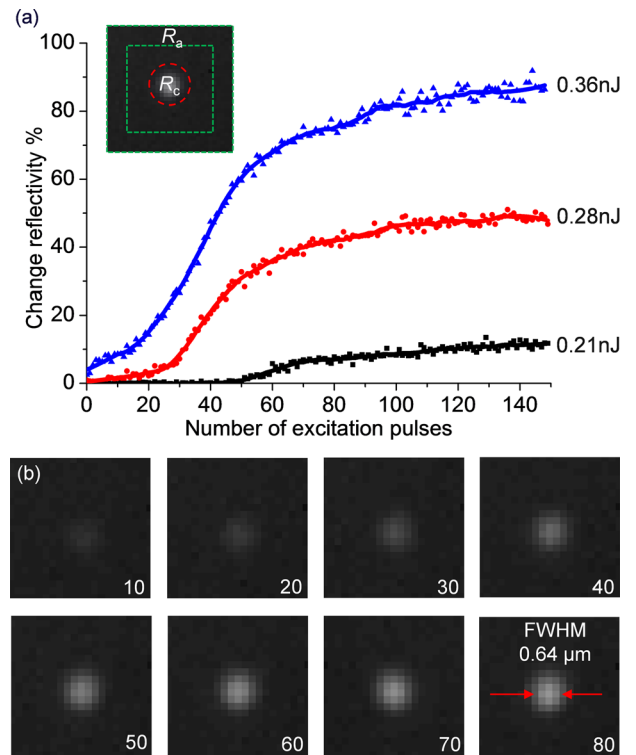 (a)
Rₐ
R꜀
Change reflectivity %
100
80
60
40
20
0
0.36nJ
0.28nJ
0.21nJ
0 20 40 60 80 100 120 140
Number of excitation pulses
(b)
10 20 30 40
FWHM
0.64 µm
50 60 70 80